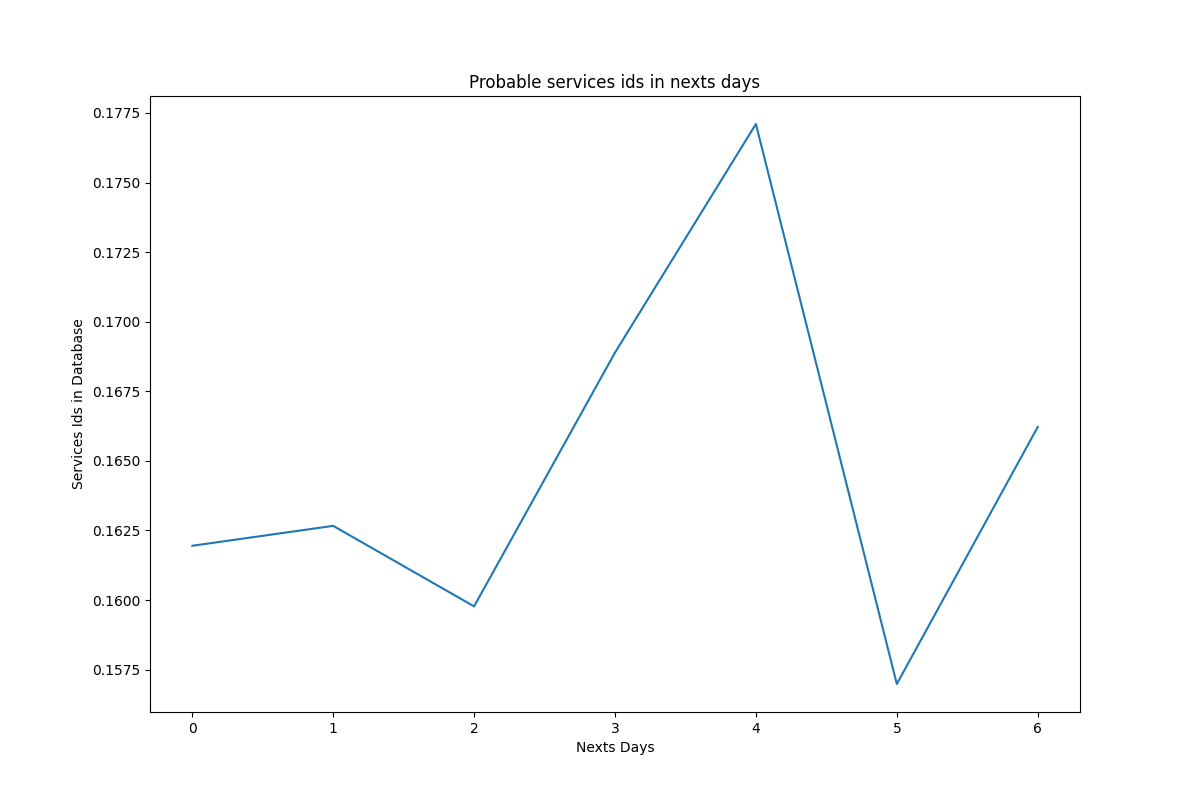 Probable services ids in nexts days
0.1775
0.1750
0.1725
0.1700
0.1675
0.1650
0.1625
0.1600
0.1575
Services Ids in Database
0 1 2 3 4 5 6
Nexts Days